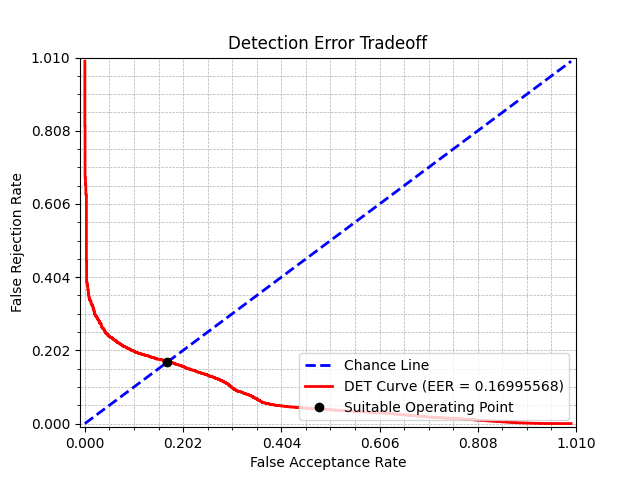 Detection Error Tradeoff
1.010
0.808
0.606
0.404
0.202
0.000
False Rejection Rate
Chance Line
DET Curve (EER = 0.16995568)
Suitable Operating Point
0.000 0.202 0.404 0.606 0.808 1.010
False Acceptance Rate